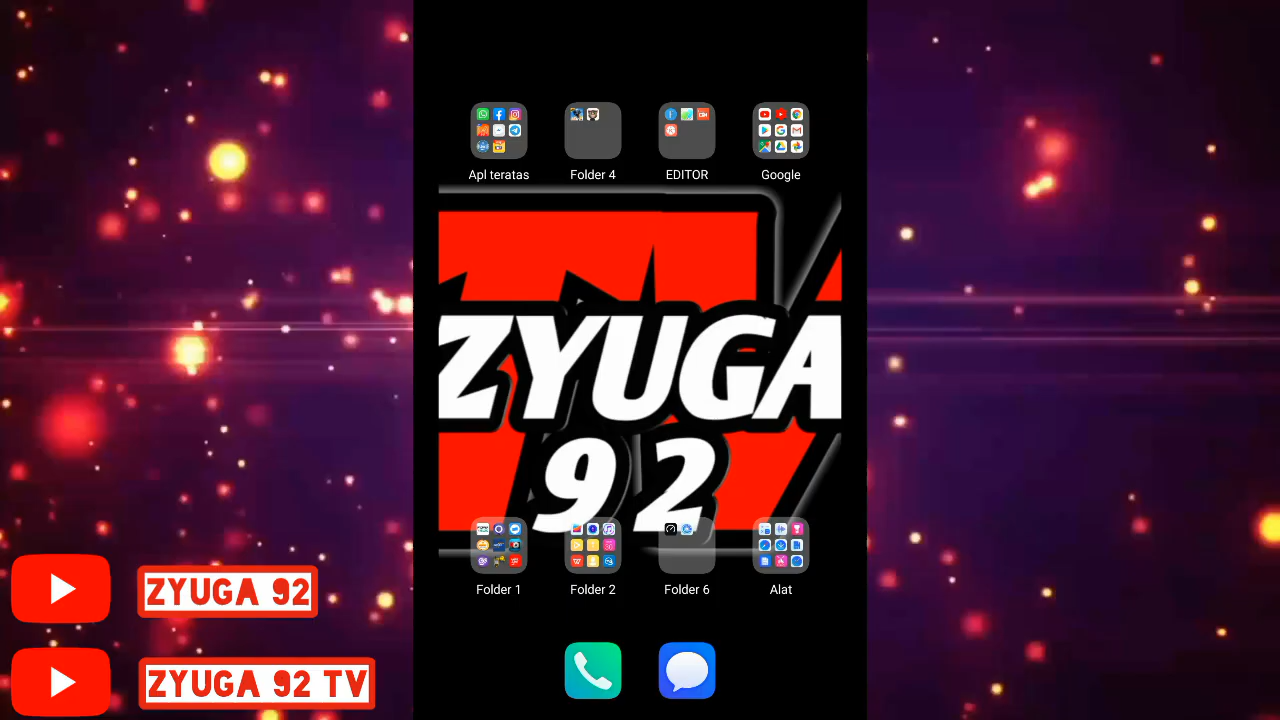 Apl teratas
Folder 4
EDITOR
Google
ZYUGA
92
Folder 1
Folder 2
Folder 6
Alat
ZYUGA 92
ZYUGA 92 TV